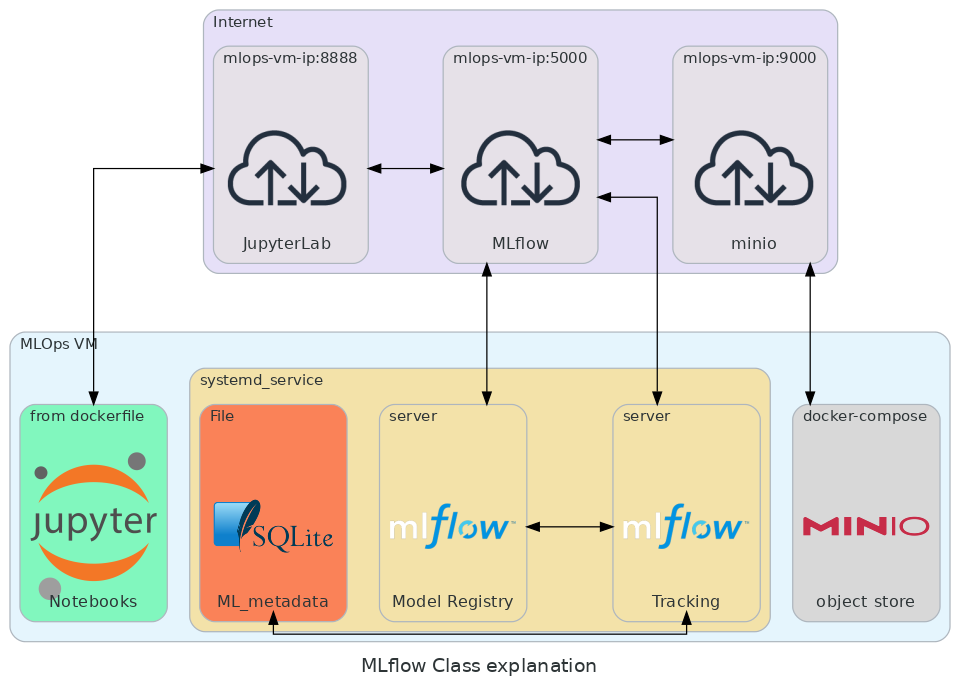 Internet
mlops-vm-ip:8888
mlops-vm-ip:5000
mlops-vm-ip:9000
JupyterLab
MLflow
minio
MLOps VM
systemd_service
from dockerfile
File
server
server
docker-compose
jupyter
SQLite
mlflow™
mlflow™
MINIO
Notebooks
ML_metadata
Model Registry
Tracking
object store
MLflow Class explanation